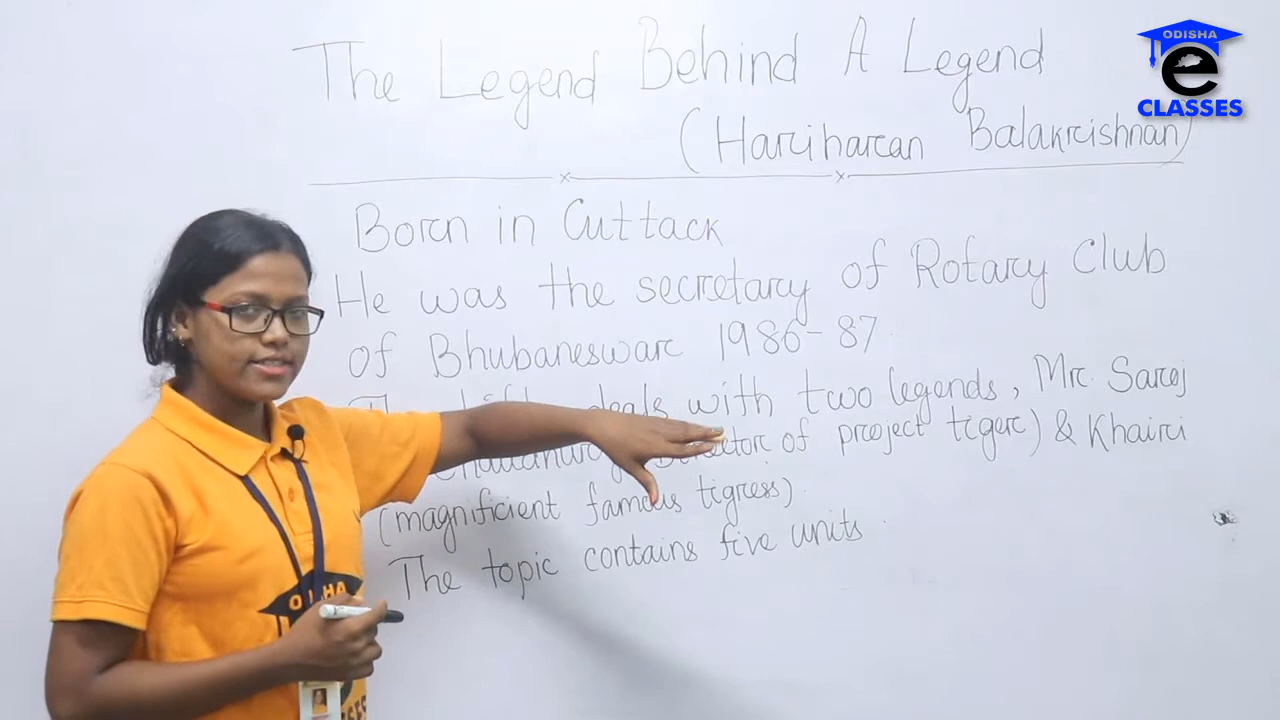 ODISHA
e
CLASSES
The Legend Behind A Legend
(Hariharan Balakrishnan)
Born in Cuttack
He was the secretary of Rotary Club
of Bhubaneswar 1986-87.
deals with two legends, Mr. Saroj
of project tiger) & Khairi
(magnificient famous tigress).
The topic contains five units.
ODISHA